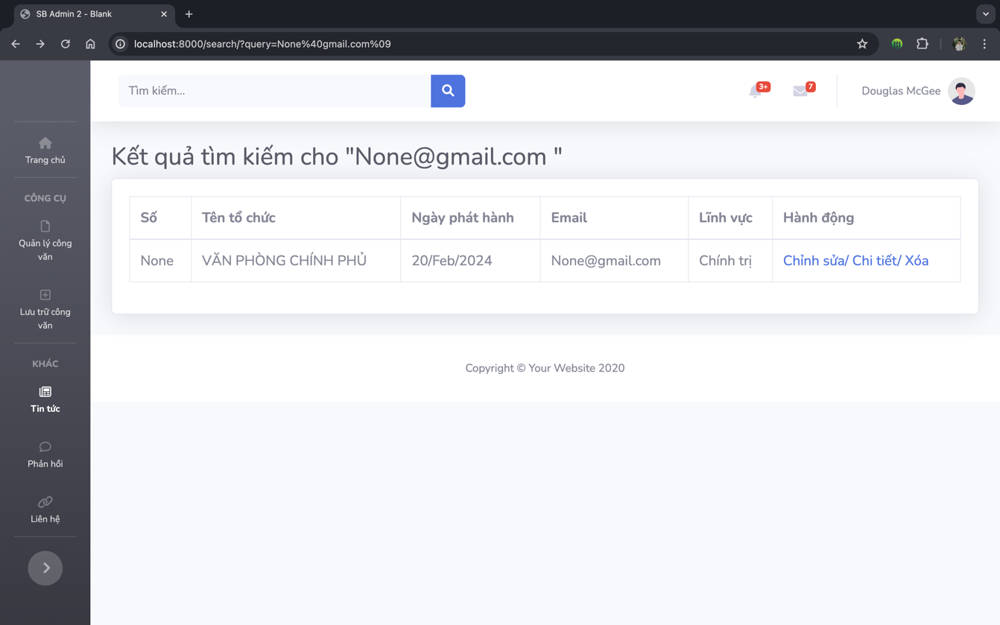 SB Admin 2 - Blank
localhost:8000/search/?query=None%40gmail.com%09
Tìm kiếm...
3+
7
Douglas McGee
Trang chủ
CÔNG CỤ
Quản lý công
văn
Lưu trữ công
văn
KHÁC
Tin tức
Phản hồi
Liên hệ
Kết quả tìm kiếm cho "None@gmail.com "
Số Tên tổ chức Ngày phát hành Email Lĩnh vực Hành động
None VĂN PHÒNG CHÍNH PHỦ 20/Feb/2024 None@gmail.com Chính trị Chỉnh sửa/ Chi tiết/ Xóa
Copyright © Your Website 2020